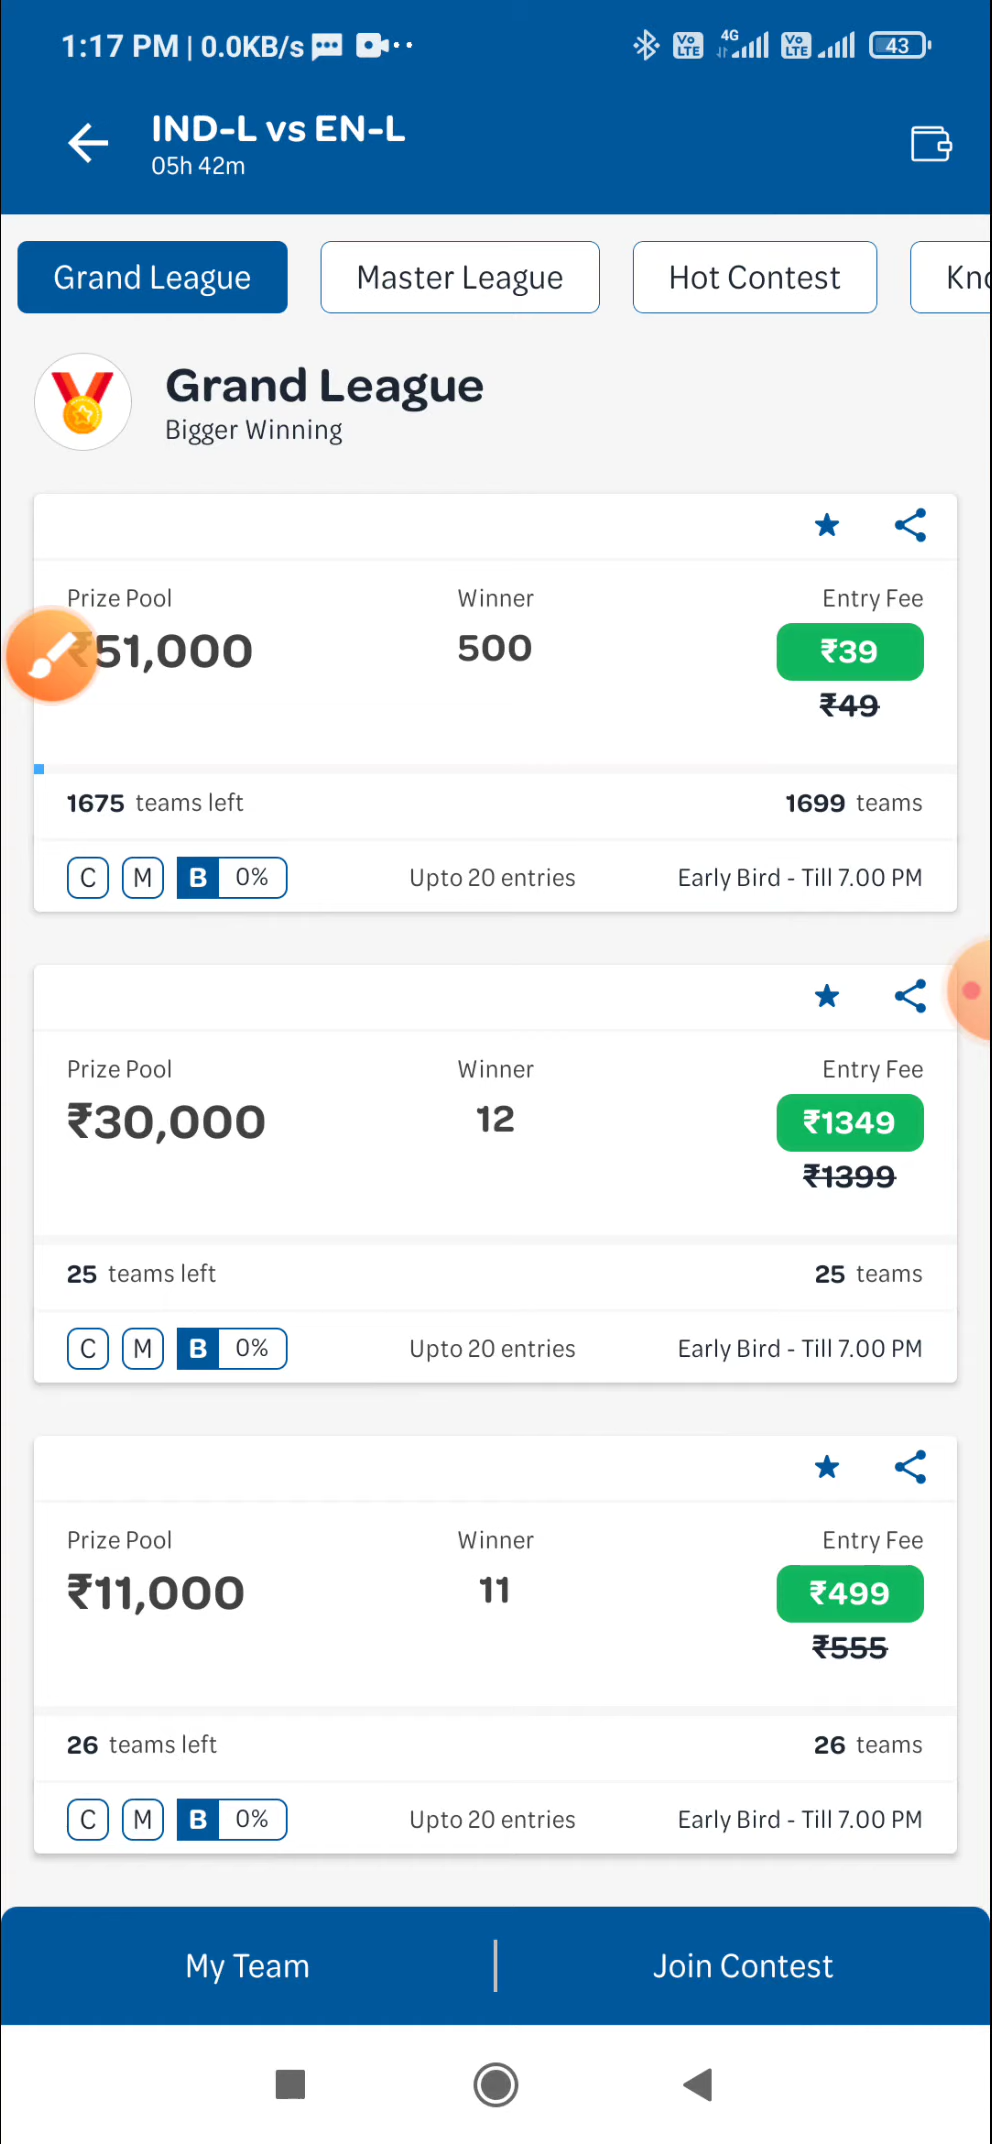 1:17 PM | 0.0KB/s
Vo LTE 4G Vo LTE 43
IND-L vs EN-L
05h 42m
Grand League Master League Hot Contest
Grand League
Bigger Winning
Prize Pool Winner Entry Fee
₹51,000 500 ₹39
₹49
1675 teams left 1699 teams
C M B 0% Upto 20 entries Early Bird - Till 7.00 PM
Prize Pool Winner Entry Fee
₹30,000 12 ₹1349
₹1399
25 teams left 25 teams
C M B 0% Upto 20 entries Early Bird - Till 7.00 PM
Prize Pool Winner Entry Fee
₹11,000 11 ₹499
₹555
26 teams left 26 teams
C M B 0% Upto 20 entries Early Bird - Till 7.00 PM
My Team | Join Contest